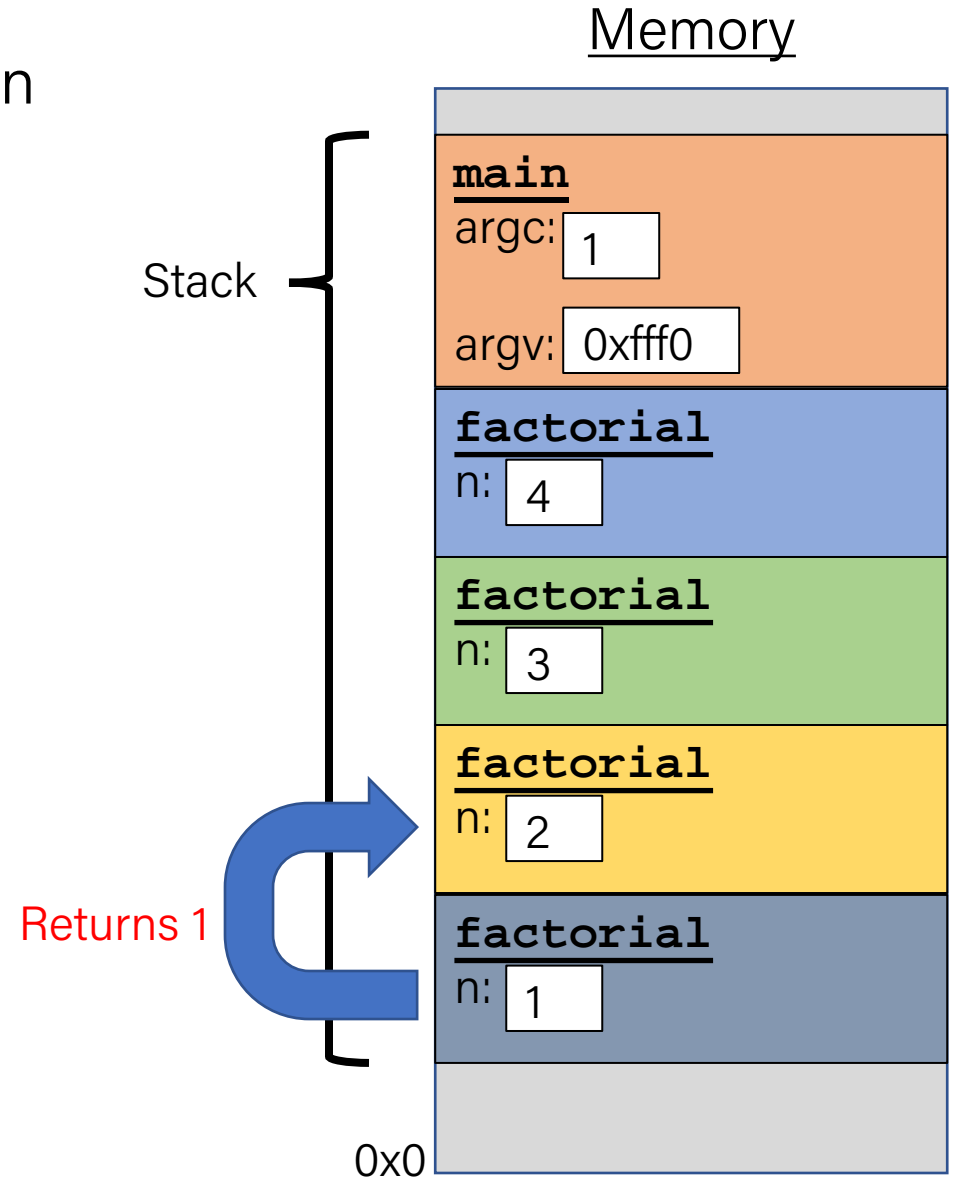 Memory
n
main
argc: 1
Stack
argv: 0xfff0
factorial
n: 4
factorial
n: 3
factorial
n: 2
Returns 1
factorial
n: 1
0x0